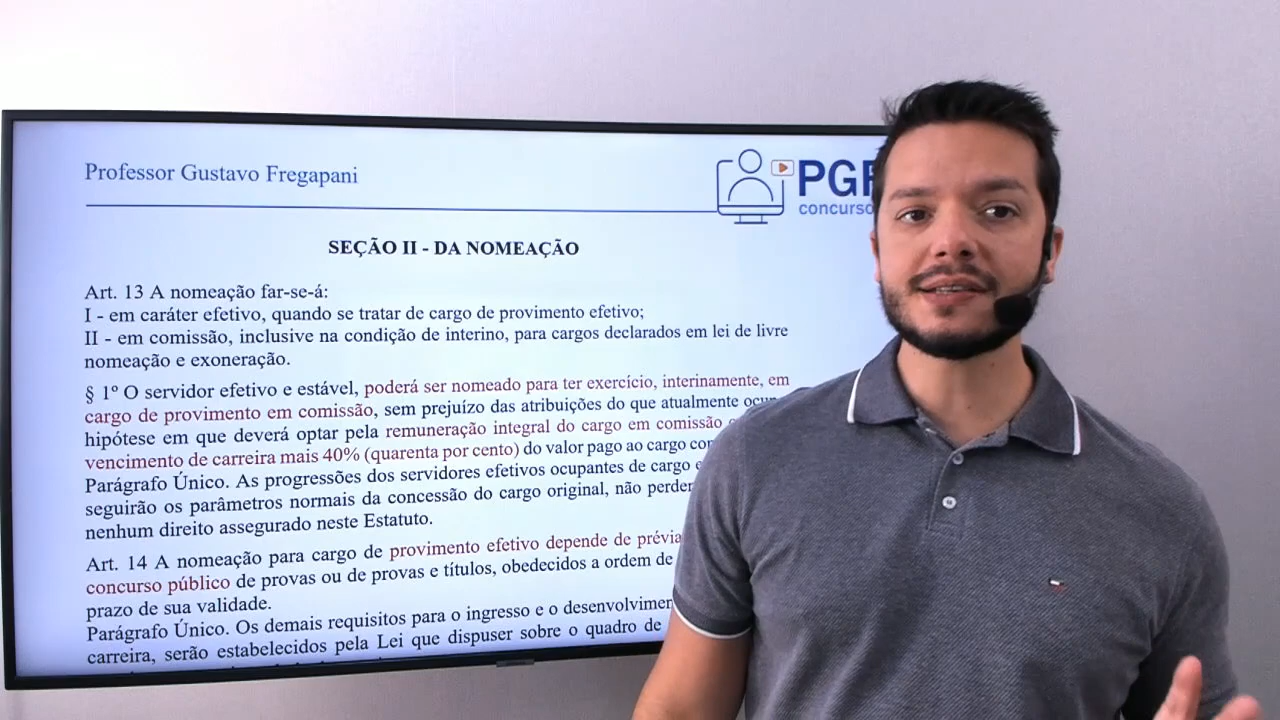 Professor Gustavo Fregapani
PGF
concurso
SEÇÃO II - DA NOMEAÇÃO
Art. 13 A nomeação far-se-á:
I - em caráter efetivo, quando se tratar de cargo de provimento efetivo;
II - em comissão, inclusive na condição de interino, para cargos declarados em lei de livre
nomeação e exoneração.
§ 1º O servidor efetivo e estável, poderá ser nomeado para ter exercício, interinamente, em
cargo de provimento em comissão, sem prejuízo das atribuições do que atualmente
hipótese em que deverá optar pela remuneração integral do cargo em comissão
vencimento de carreira mais 40% (quarenta por cento) do valor pago ao cargo
Parágrafo Único. As progressões dos servidores efetivos ocupantes de cargo
seguirão os parâmetros normais da concessão do cargo original, não
nenhum direito assegurado neste Estatuto.
Art. 14 A nomeação para cargo de provimento efetivo depende de prévia
concurso público de provas ou de provas e títulos, obedecidos a ordem de
prazo de sua validade.
Parágrafo Único. Os demais requisitos para o ingresso e o
carreira, serão estabelecidos pela Lei que dispuser sobre o quadro de